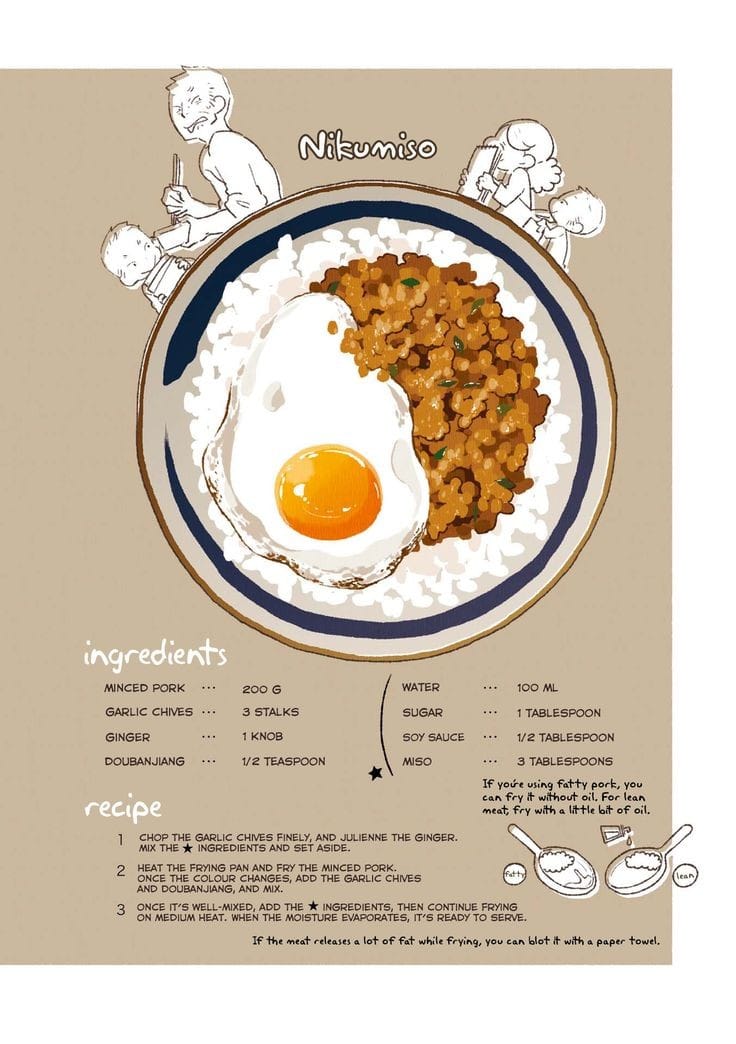 Nikumiso
ingredients
MINCED PORK ... 200 G
GARLIC CHIVES ... 3 STALKS
GINGER ... 1 KNOB
DOUBANJIANG ... 1/2 TEASPOON
WATER ... 100 ML
SUGAR ... 1 TABLESPOON
SOY SAUCE ... 1/2 TABLESPOON
MISO ... 3 TABLESPOONS
★
If you're using fatty pork, you
can fry it without oil. For lean
meat, fry with a little bit of oil.
fatty
lean
recipe
1 CHOP THE GARLIC CHIVES FINELY, AND JULIENNE THE GINGER.
MIX THE ★ INGREDIENTS AND SET ASIDE.
2 HEAT THE FRYING PAN AND FRY THE MINCED PORK.
ONCE THE COLOUR CHANGES, ADD THE GARLIC CHIVES
AND DOUBANJIANG, AND MIX.
3 ONCE IT'S WELL-MIXED, ADD THE ★ INGREDIENTS, THEN CONTINUE FRYING
ON MEDIUM HEAT. WHEN THE MOISTURE EVAPORATES, IT'S READY TO SERVE.
If the meat releases a lot of fat while frying, you can blot it with a paper towel.